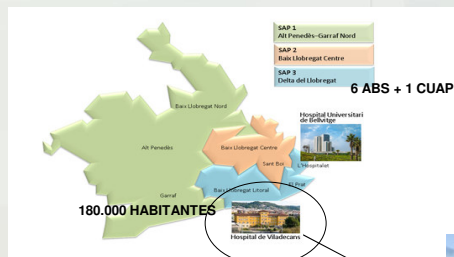 SAP 1
Alt Penedès–Garraf Nord
SAP 2
Baix Llobregat Centre
SAP 3
Delta del Llobregat
6 ABS + 1 CUAP
Baix Llobregat Nord
Hospital Universitari
de Bellvitge
Alt Penedès
Baix Llobregat Centre
Sant Boi
L'Hospitalet
El Prat
Garraf
Baix Llobregat Litoral
180.000 HABITANTES
Hospital de Viladecans